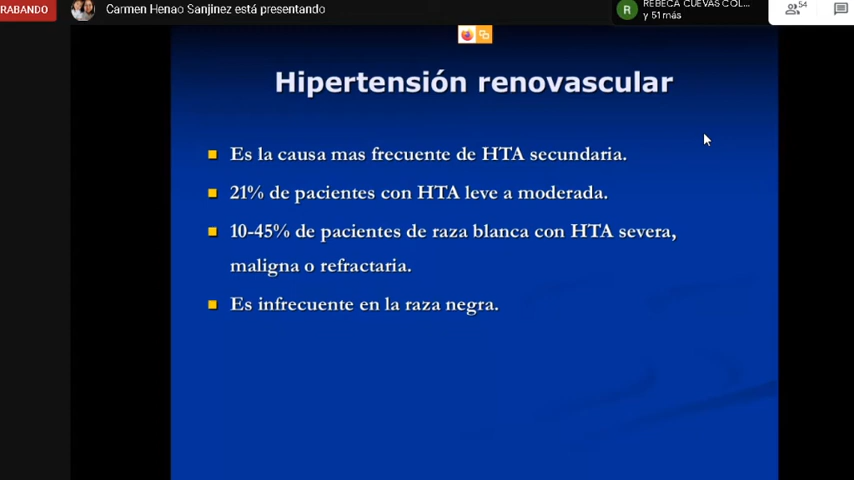 RABANDO
Carmen Henao Sanjinez está presentando
R
REBECA CUEVAS COL...
y 51 más
54
Hipertensión renovascular
Es la causa mas frecuente de HTA secundaria.
21% de pacientes con HTA leve a moderada.
10-45% de pacientes de raza blanca con HTA severa,
maligna o refractaria.
Es infrecuente en la raza negra.